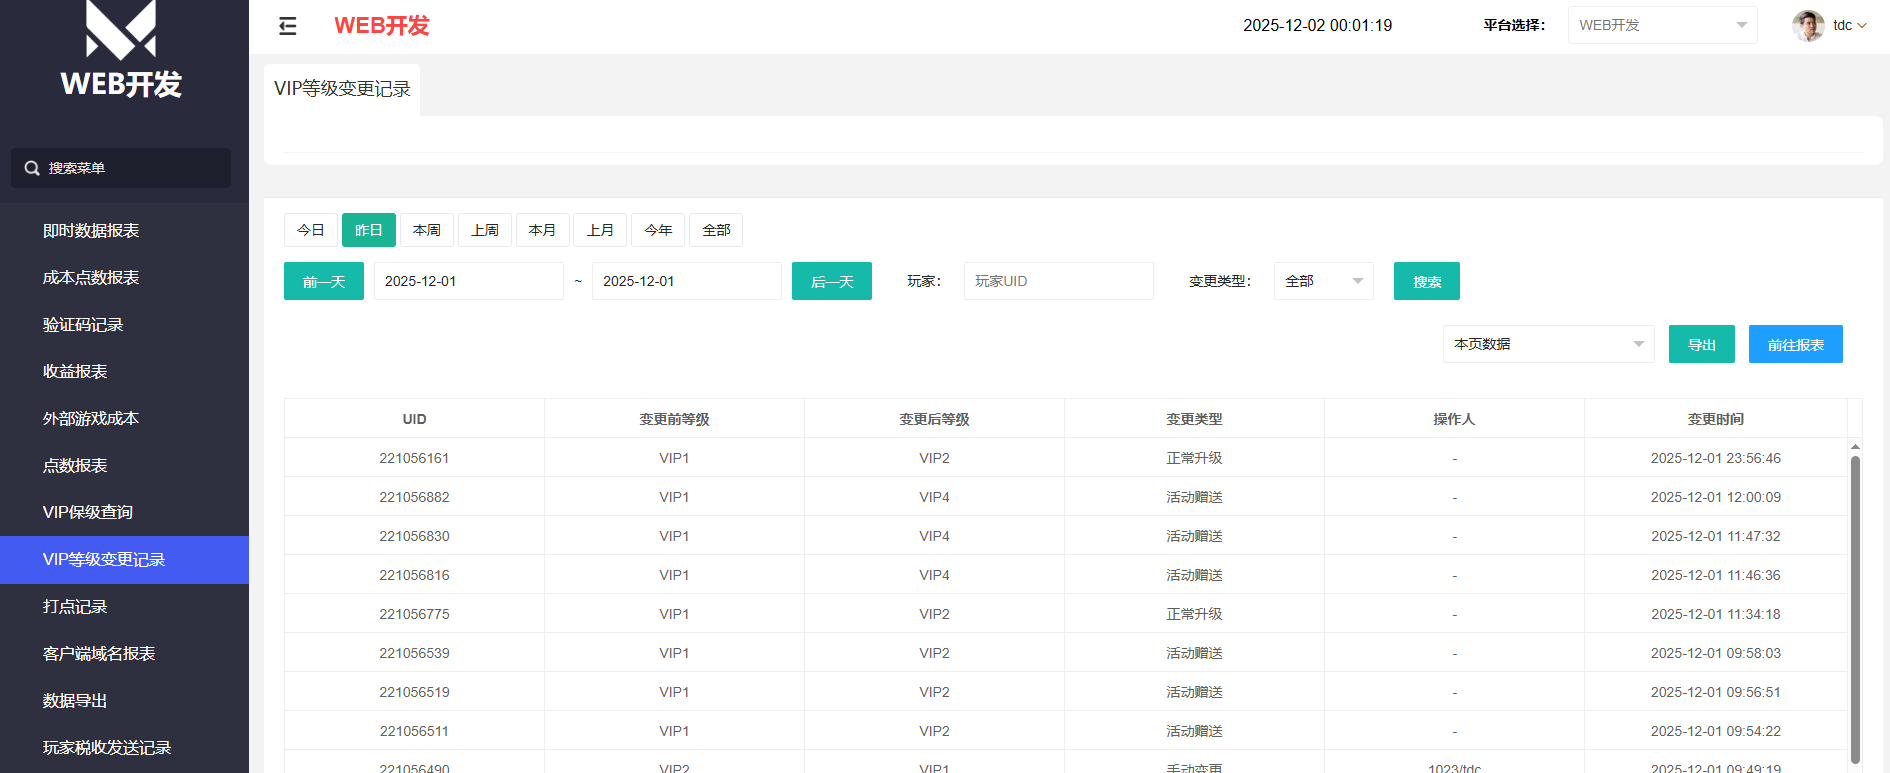 WEB开发
搜索菜单
即时数据报表
成本点数报表
验证码记录
收益报表
外部游戏成本
点数报表
VIP保级查询
VIP等级变更记录
打点记录
客户端域名报表
数据导出
玩家税收发送记录
WEB开发 2025-12-02 00:01:19 平台选择： WEB开发 tdc
VIP等级变更记录
今日 昨日 本周 上周 本月 上月 今年 全部
前一天 2025-12-01 ~ 2025-12-01 后一天 玩家： 玩家UID 变更类型： 全部 搜索
本页数据 导出 前往报表
UID 变更前等级 变更后等级 变更类型 操作人 变更时间
221056161 VIP1 VIP2 正常升级 - 2025-12-01 23:56:46
221056882 VIP1 VIP4 活动赠送 - 2025-12-01 12:00:09
221056830 VIP1 VIP4 活动赠送 - 2025-12-01 11:47:32
221056816 VIP1 VIP4 活动赠送 - 2025-12-01 11:46:36
221056775 VIP1 VIP2 正常升级 - 2025-12-01 11:34:18
221056539 VIP1 VIP2 活动赠送 - 2025-12-01 09:58:03
221056519 VIP1 VIP2 活动赠送 - 2025-12-01 09:56:51
221056511 VIP1 VIP2 活动赠送 - 2025-12-01 09:54:22
221056490 VIP2 VIP1 手动变更 1023/tdc 2025-12-01 09:49:19